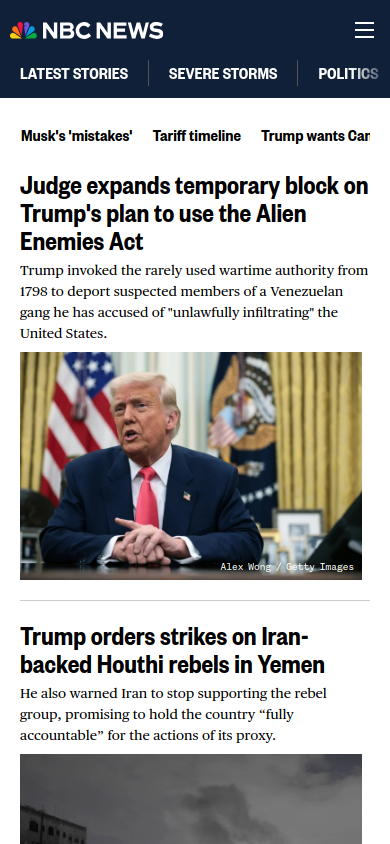 NBC NEWS
LATEST STORIES
SEVERE STORMS
POLITICS
Musk's 'mistakes'
Tariff timeline
Trump wants Can
Judge expands temporary block on
Trump's plan to use the Alien
Enemies Act
Trump invoked the rarely used wartime authority from
1798 to deport suspected members of a Venezuelan
gang he has accused of "unlawfully infiltrating" the
United States.
Alex Wong / Getty Images
Trump orders strikes on Iran-
backed Houthi rebels in Yemen
He also warned Iran to stop supporting the rebel
group, promising to hold the country “fully
accountable” for the actions of its proxy.